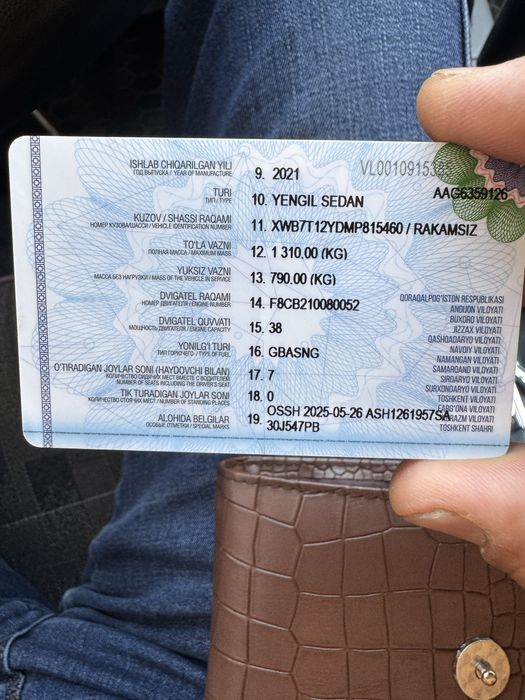 ISHLAB CHIQARILGAN YILI
ГОД ВЫПУСКА / YEAR OF MANUFACTURE
9. 2021
VL0010915
TURI
ТИП / TYPE
10. YENGIL SEDAN
AAG6359126
KUZOV / SHASSI RAQAMI
НОМЕР КУЗОВА/ШАССИ / VEHICLE IDENTIFICATION NUMBER
11. XWB7T12YDMP815460 / RAKAMSIZ
TO'LA VAZNI
ПОЛНАЯ МАССА / MAXIMUM MASS
12. 1 310.00 (KG)
YUKSIZ VAZNI
МАССА БЕЗ НАГРУЗКИ / MASS OF THE VEHICLE IN SERVICE
13. 790.00 (KG)
DVIGATEL RAQAMI
НОМЕР ДВИГАТЕЛЯ / ENGINE NUMBER
14. F8CB210080052
DVIGATEL QUVVATI
МОЩНОСТЬ ДВИГАТЕЛЯ / ENGINE CAPACITY
15. 38
YONILG'I TURI
ТИП ГОРЮЧЕГО / TYPE OF FUEL
16. GBASNG
O'TIRADIGAN JOYLAR SONI (HAYDOVCHI BILAN)
КОЛИЧЕСТВО СИДЯЧИХ МЕСТ ВМЕСТЕ С ВОДИТЕЛЕМ
NUMBER OF SEATS INCLUDING THE DRIVER'S SEAT
17. 7
TIK TURADIGAN JOYLAR SONI
КОЛИЧЕСТВО СТОЯЧИХ МЕСТ / NUMBER OF STANDING PLACES
18. 0
ALOHIDA BELGILAR
ОСОБЫЕ ОТМЕТКИ / SPECIAL MARKS
19. OSSH 2025-05-26 ASH1261957SA
30J547PB
QORAQALPOG'ISTON RESPUBLIKASI
ANDIJON VILOYATI
BUXORO VILOYATI
JIZZAX VILOYATI
QASHQADARYO VILOYATI
NAVOIY VILOYATI
NAMANGAN VILOYATI
SAMARQAND VILOYATI
SIRDARYO VILOYATI
SURXONDARYO VILOYATI
TOSHKENT VILOYATI
FARG'ONA VILOYATI
XORAZM VILOYATI
TOSHKENT SHAHRI